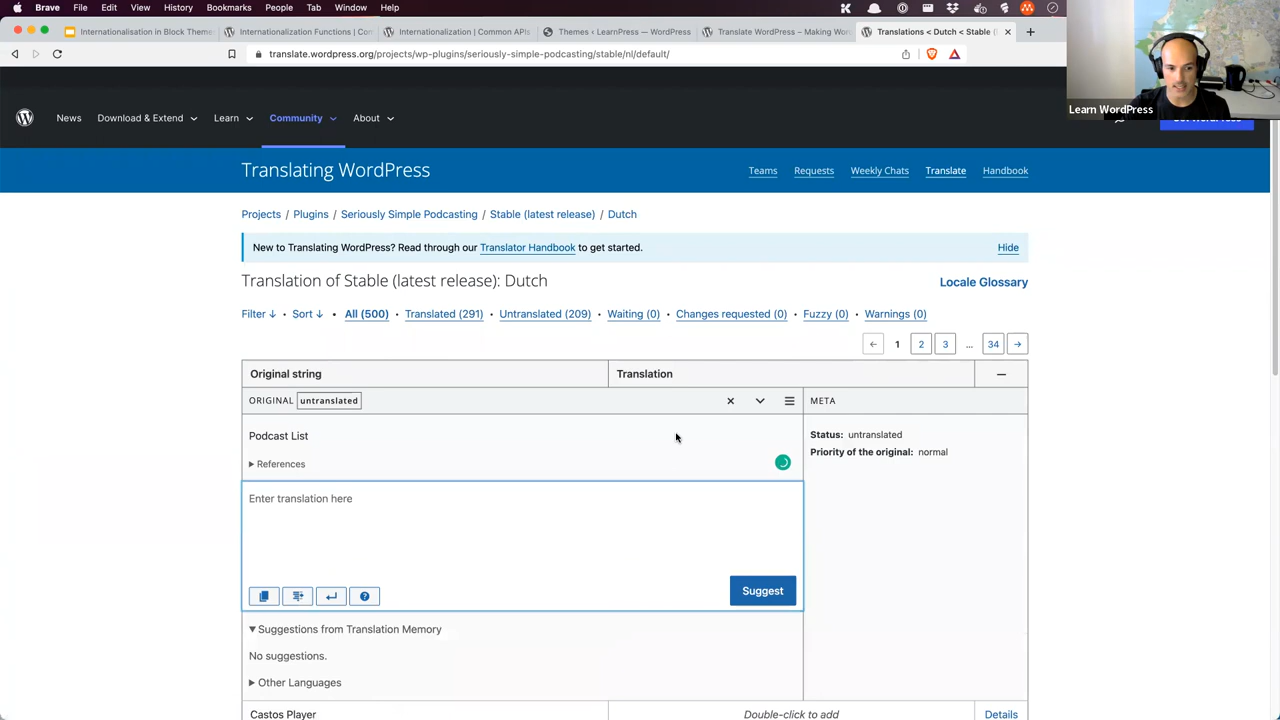 Brave File Edit View History Bookmarks People Tab Window Help
Internationalisation in Block Theme
Internationalization Functions | Con
Internationalization | Common APIs
Themes ‹ LearnPress — WordPress
Translate WordPress – Making Wor
Translations < Dutch < Stable (
translate.wordpress.org/projects/wp-plugins/seriously-simple-podcasting/stable/nl/default/
Learn WordPress
News Download & Extend Learn Community About
Translating WordPress
Teams Requests Weekly Chats Translate Handbook
Projects / Plugins / Seriously Simple Podcasting / Stable (latest release) / Dutch
New to Translating WordPress? Read through our Translator Handbook to get started. Hide
Translation of Stable (latest release): Dutch
Locale Glossary
Filter ↓ • Sort ↓ • All (500) • Translated (291) • Untranslated (209) • Waiting (0) • Changes requested (0) • Fuzzy (0) • Warnings (0)
← 1 2 3 … 34 →
Original string Translation —
ORIGINAL untranslated
META
Podcast List
Status: untranslated
Priority of the original: normal
References
Enter translation here
Suggest
Suggestions from Translation Memory
No suggestions.
Other Languages
Castos Player Double-click to add Details